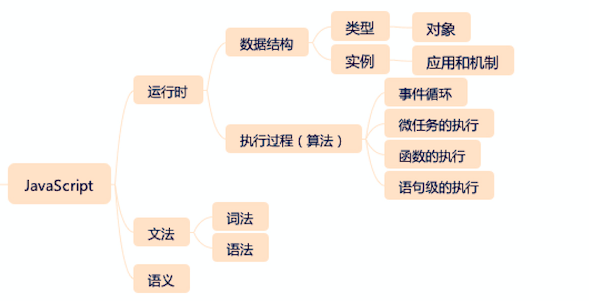 JavaScript
运行时
数据结构
类型
对象
实例
应用和机制
执行过程（算法）
事件循环
微任务的执行
函数的执行
语句级的执行
文法
词法
语法
语义